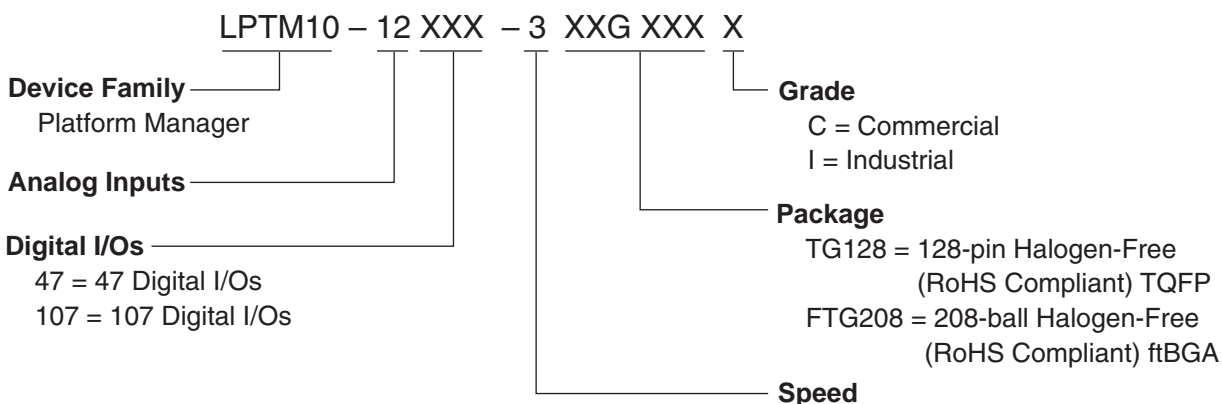 LPTM10 – 12 XXX – 3 XXG XXX X
Device Family
Platform Manager
Analog Inputs
Digital I/Os
47 = 47 Digital I/Os
107 = 107 Digital I/Os
Grade
C = Commercial
I = Industrial
Package
TG128 = 128-pin Halogen-Free
(RoHS Compliant) TQFP
FTG208 = 208-ball Halogen-Free
(RoHS Compliant) ftBGA
Speed